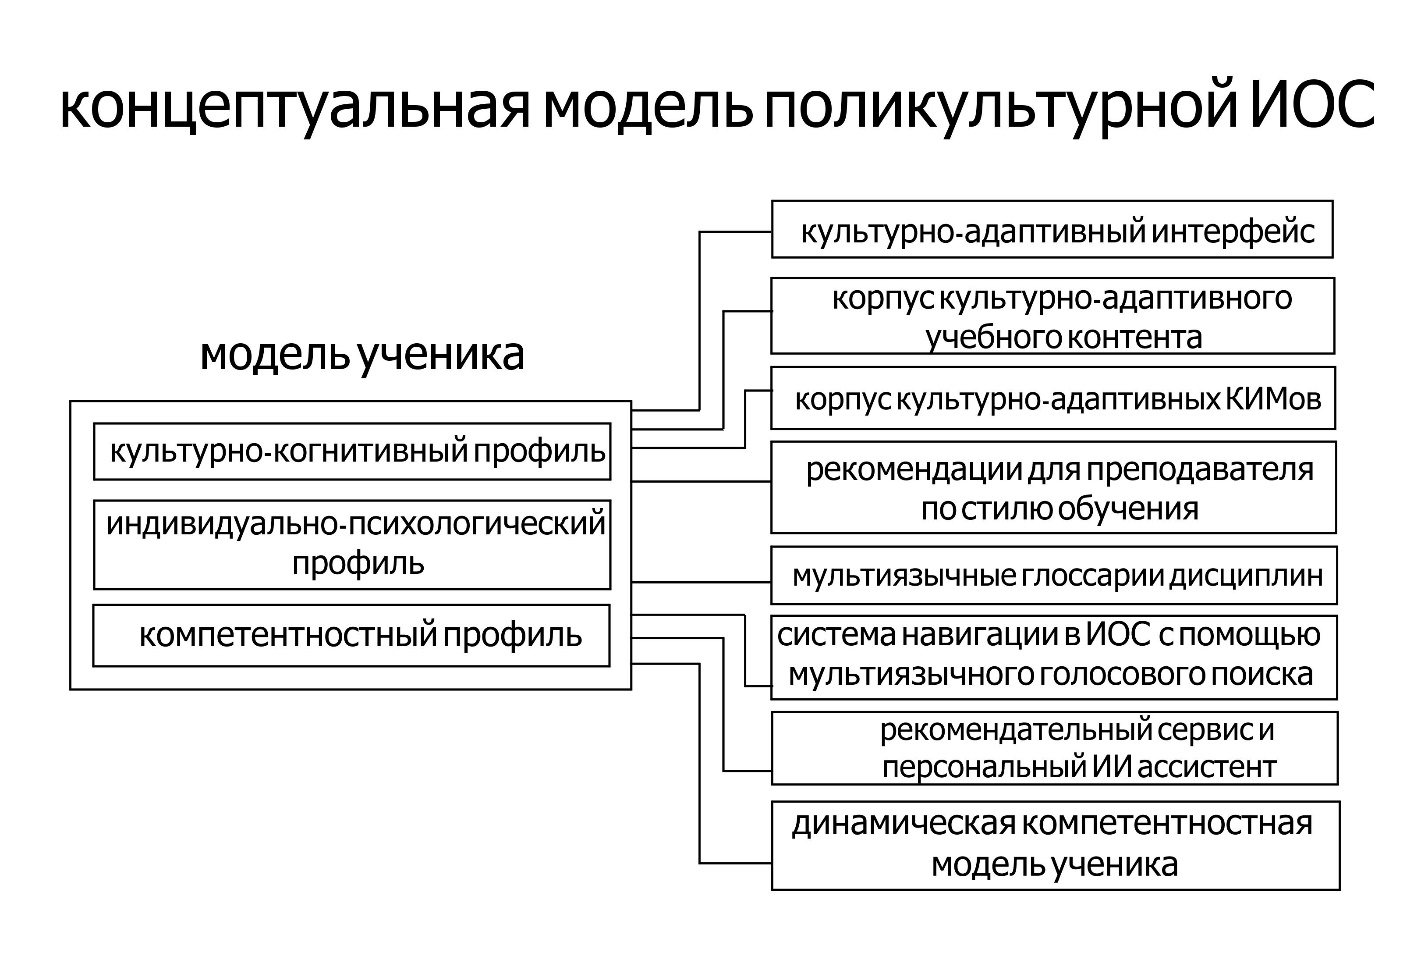 концептуальная модель поликультурной ИОС
модель ученика
культурно-когнитивный профиль
индивидуально-психологический
профиль
компетентностный профиль
культурно-адаптивный интерфейс
корпус культурно-адаптивного
учебного контента
корпус культурно-адаптивных КИМов
рекомендации для преподавателя
по стилю обучения
мультиязычные глоссарии дисциплин
система навигации в ИОС с помощью
мультиязычного голосового поиска
рекомендательный сервис и
персональный ИИ ассистент
динамическая компетентностная
модель ученика